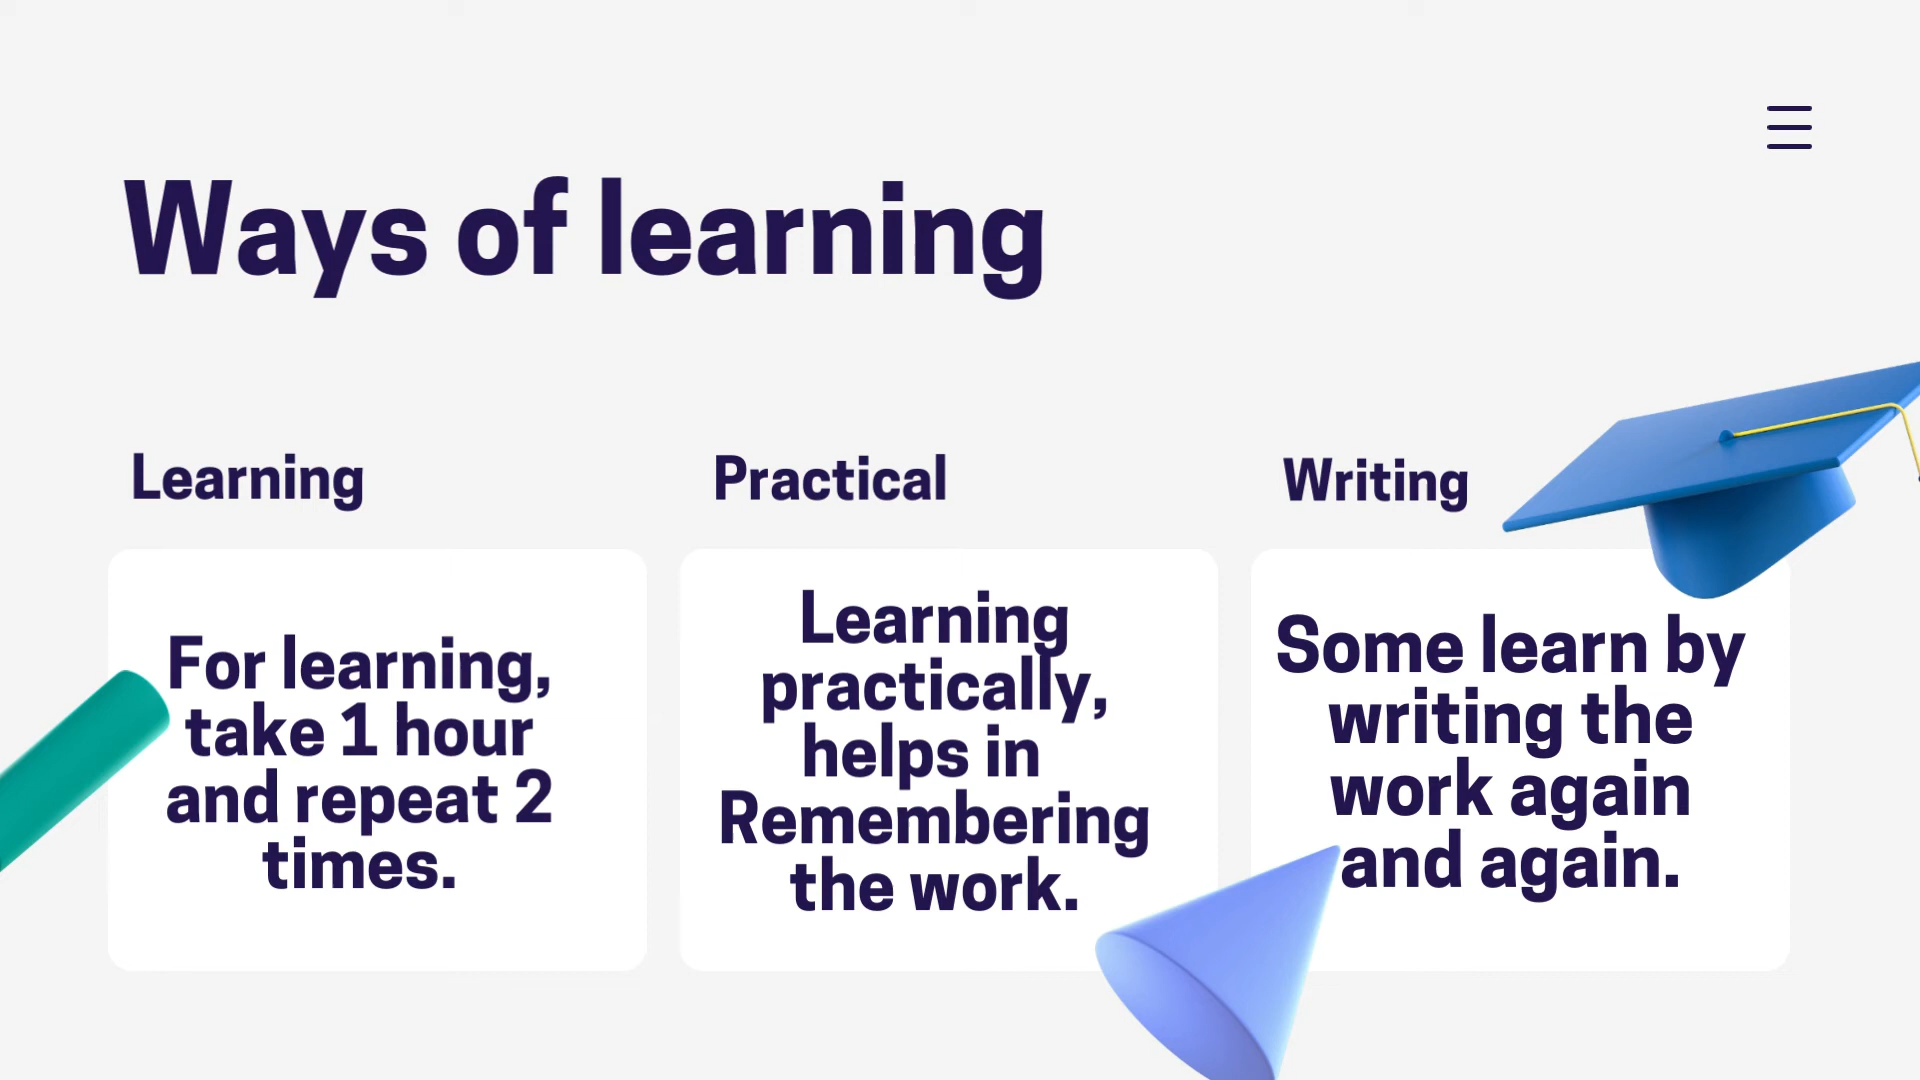 Ways of learning
Learning
For learning,
take 1 hour
and repeat 2
times.
Practical
Learning
practically,
helps in
Remembering
the work.
Writing
Some learn by
writing the
work again
and again.